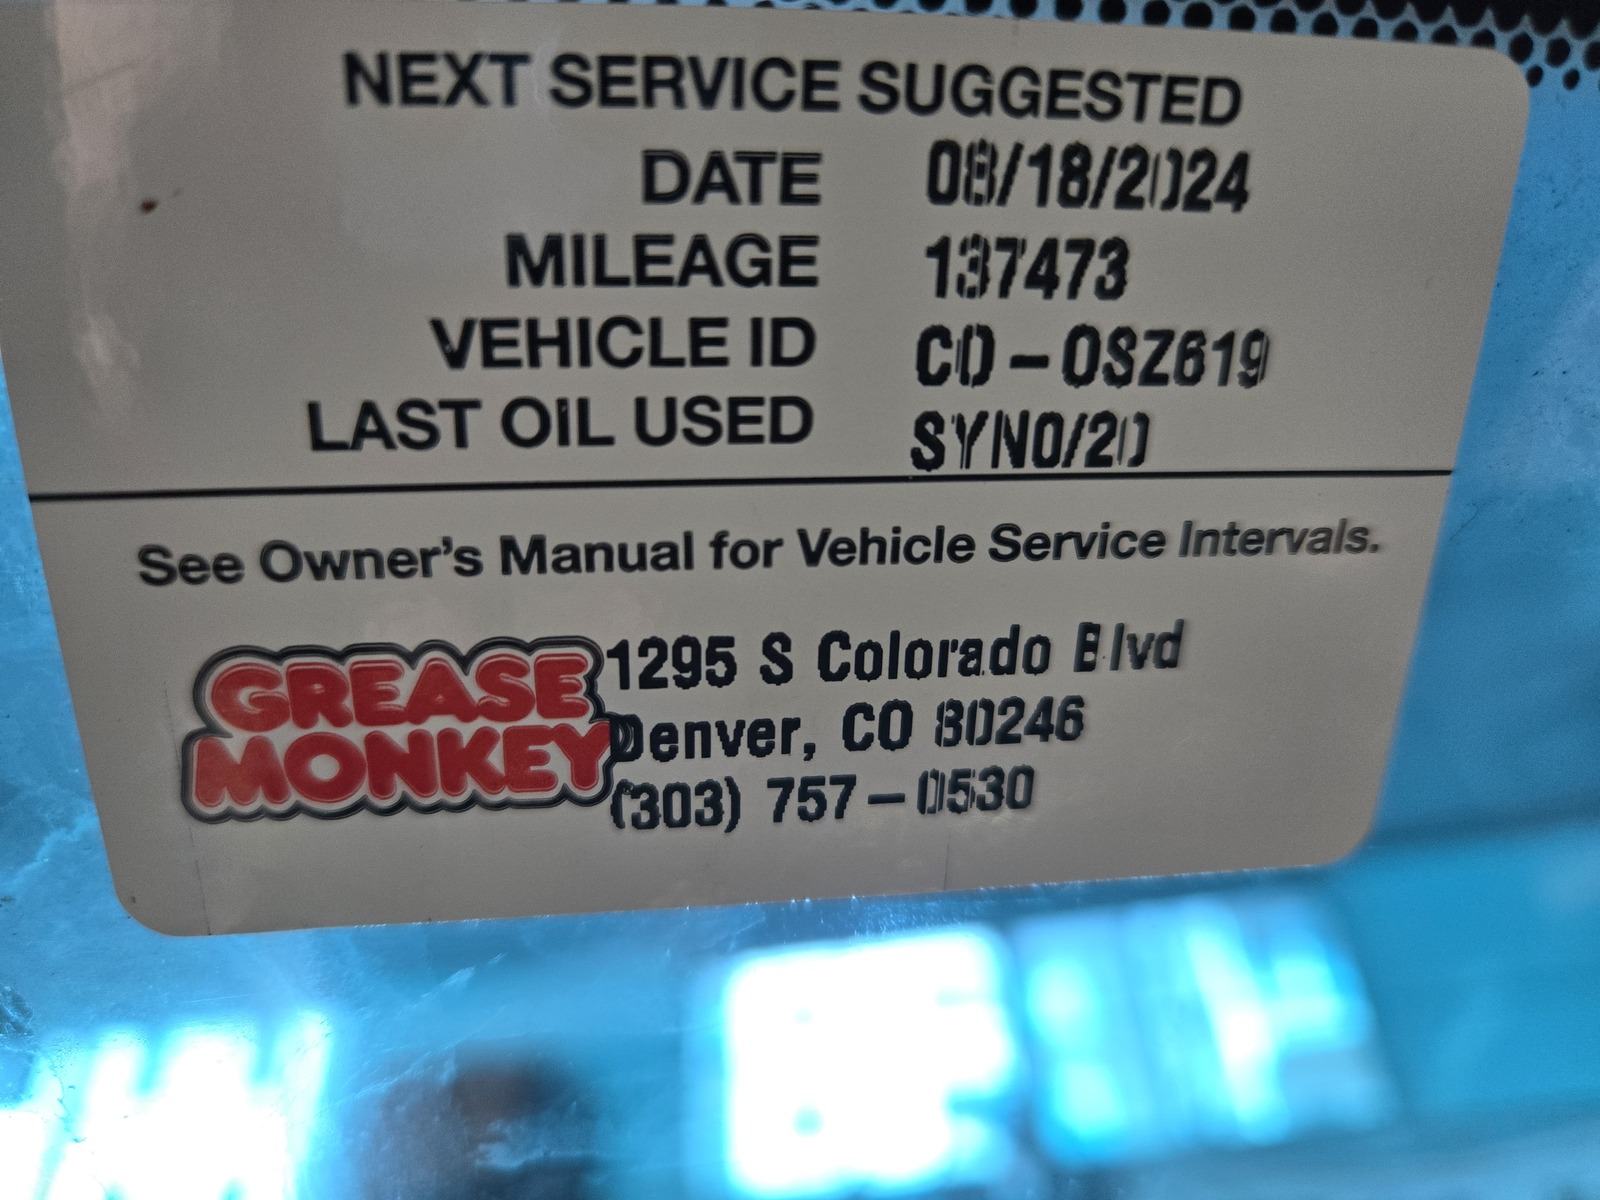 NEXT SERVICE SUGGESTED
DATE 08/18/2024
MILEAGE 137473
VEHICLE ID CO-OSZ619
LAST OIL USED SYN0/20
See Owner's Manual for Vehicle Service Intervals.
GREASE MONKEY
1295 S Colorado Blvd
Denver, CO 80246
(303) 757-0530